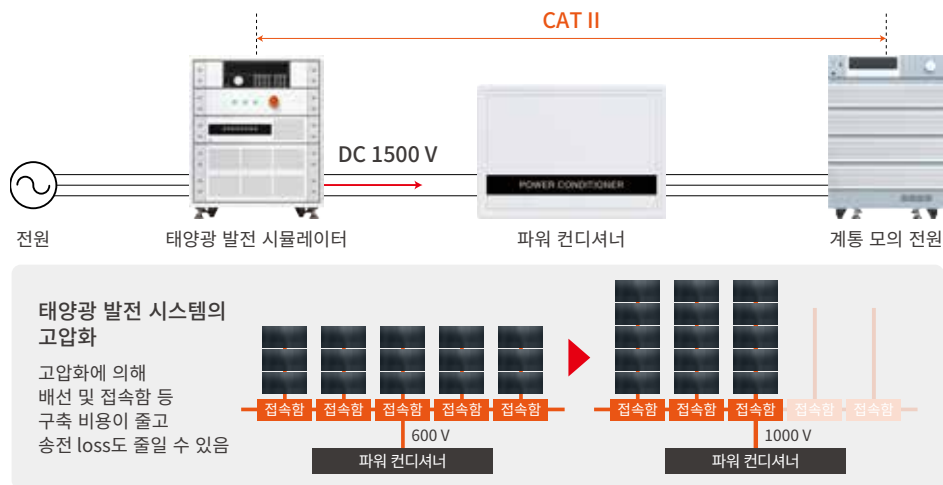 CAT II
DC 1500 V
POWER CONDITIONER
전원
태양광 발전 시뮬레이터
파워 컨디셔너
계통 모의 전원
태양광 발전 시스템의
고압화
고압화에 의해
배선 및 접속함 등
구축 비용이 줄고
송전 loss도 줄일 수 있음
접속함 접속함 접속함 접속함 접속함
600 V
파워 컨디셔너
접속함 접속함 접속함 접속함 접속함
1000 V
파워 컨디셔너